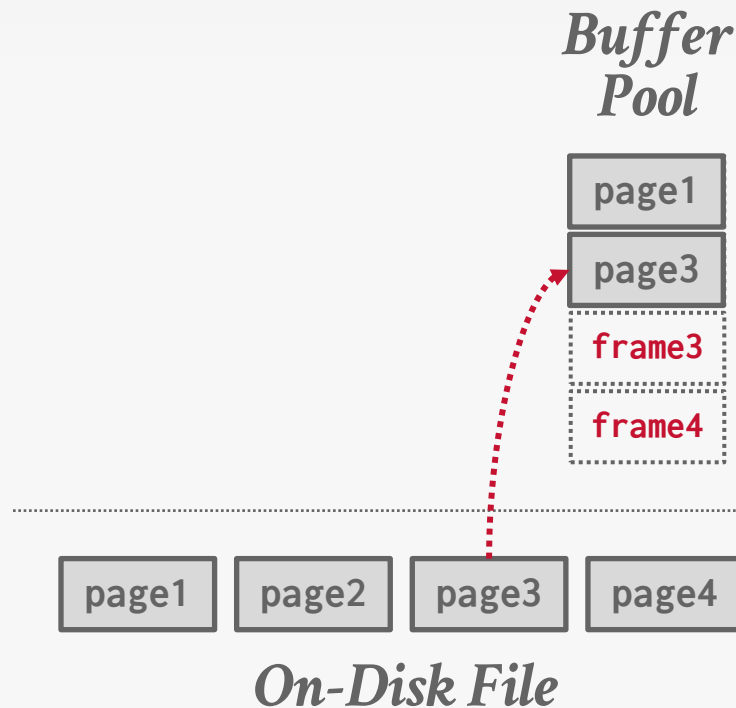 Buffer
Pool
page1
page3
frame3
frame4
page1 page2 page3 page4
On-Disk File